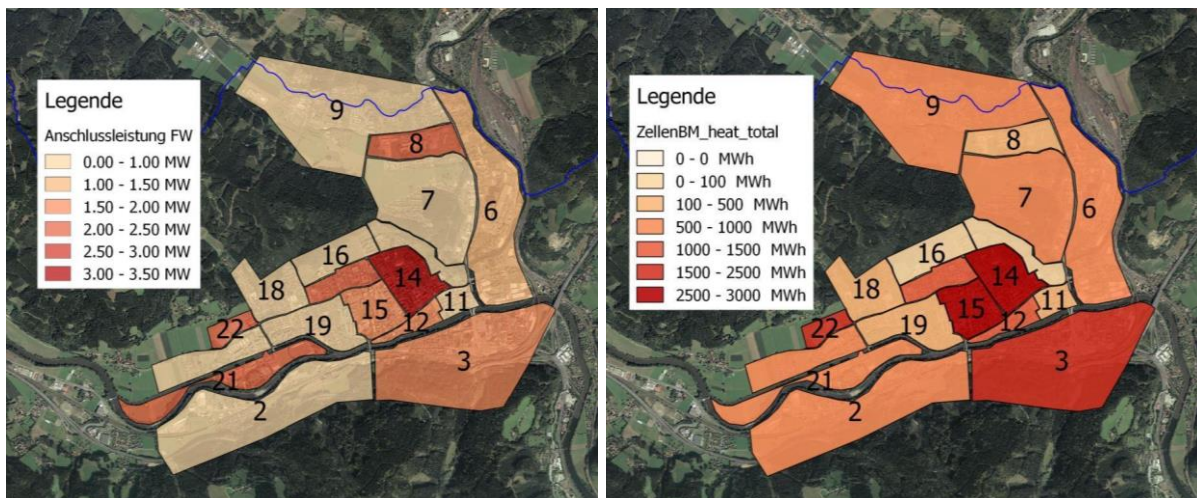 Legende
Anschlussleistung FW
0.00 - 1.00 MW
1.00 - 1.50 MW
1.50 - 2.00 MW
2.00 - 2.50 MW
2.50 - 3.00 MW
3.00 - 3.50 MW
9
8
7
6
16
14
18
15
11
19
12
22
3
21
2
Legende
ZellenBM_heat_total
0 - 0 MWh
0 - 100 MWh
100 - 500 MWh
500 - 1000 MWh
1000 - 1500 MWh
1500 - 2500 MWh
2500 - 3000 MWh
9
8
7
6
16
14
18
15
11
19
12
22
3
21
2